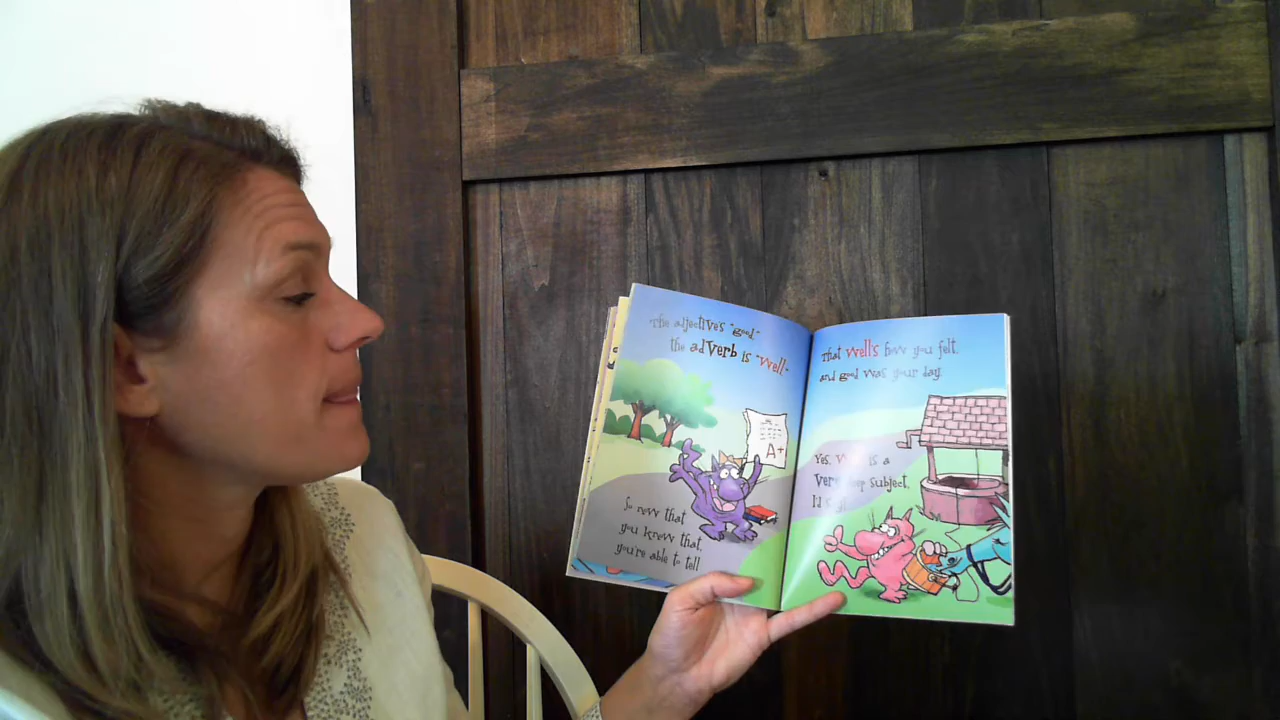 The adjective's "good,"
the adverb is "well."
A+
So now that
you know that,
you're able to tell
That well's how you felt,
and good was your day.
Yes, W is a
Very subject,
I'd